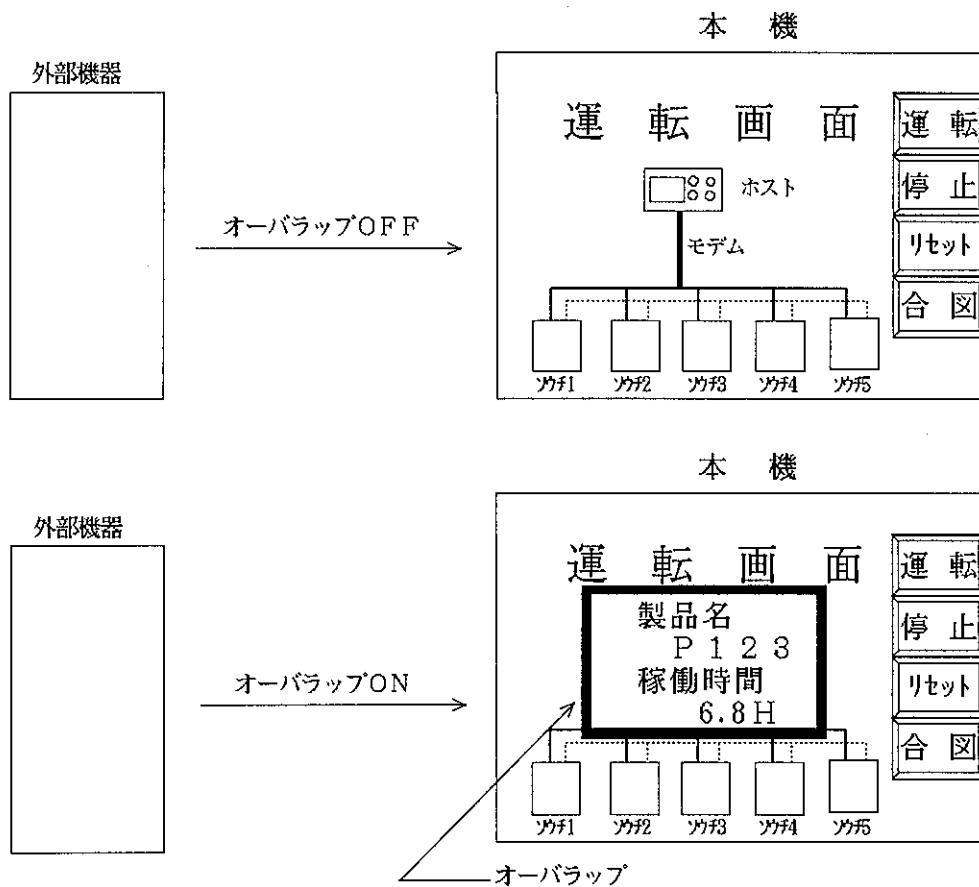 本 機
外部機器
運 転 画 面
運 転
停 止
リセット
合 図
ホスト
モデム
オーバラップOFF
ソウチ1 ソウチ2 ソウチ3 ソウチ4 ソウチ5
本 機
外部機器
運 転 画 面
運 転
停 止
リセット
合 図
製品名
P123
稼働時間
6.8H
オーバラップON
ソウチ1 ソウチ2 ソウチ3 ソウチ4 ソウチ5
オーバラップ